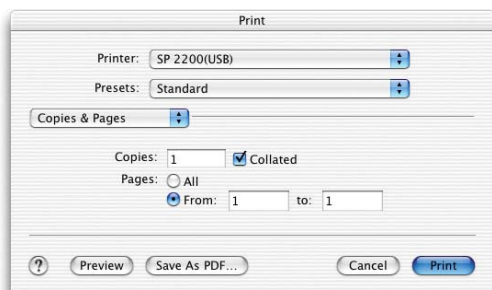 Print
Printer: SP 2200(USB)
Presets: Standard
Copies & Pages
Copies: 1 Collated
Pages: All
From: 1 to: 1
? Preview Save As PDF... Cancel Print